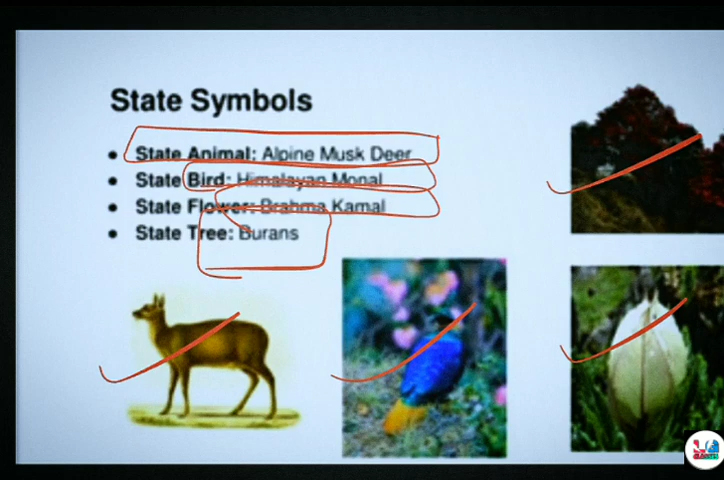 State Symbols
● State Animal: Alpine Musk Deer
● State Bird: Himalayan Monal
● State Flower: Brahma Kamal
● State Tree: Burans